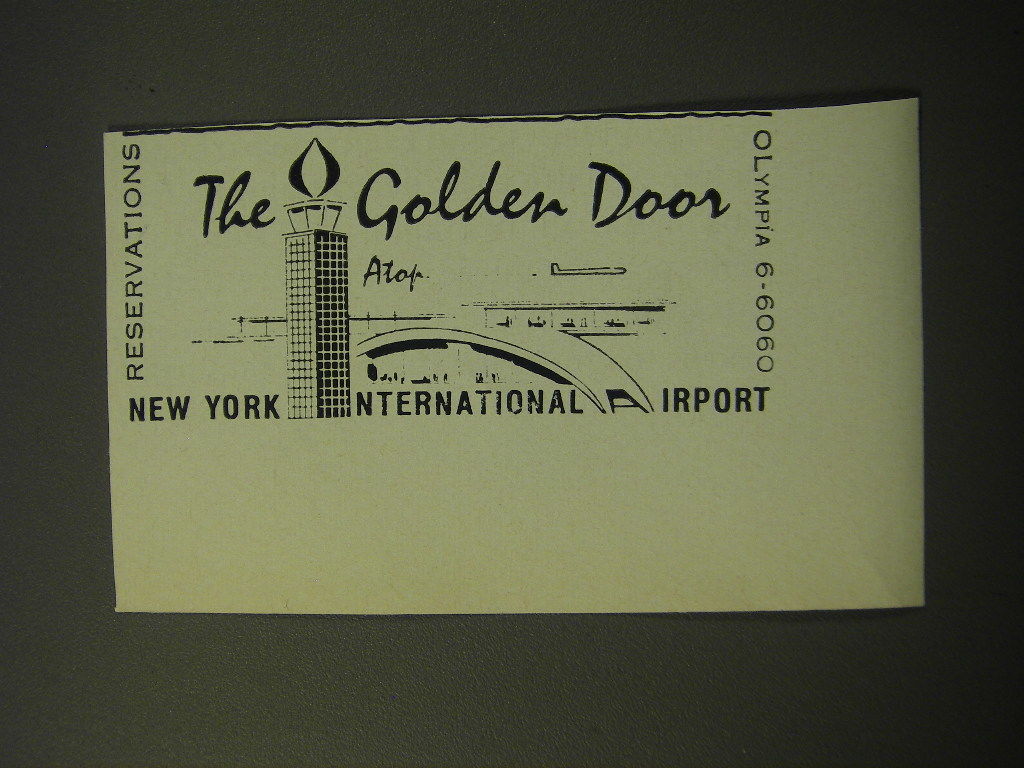 RESERVATIONS
The Golden Door
Atop
NEW YORK INTERNATIONAL AIRPORT
OLYMPiA 6-6060